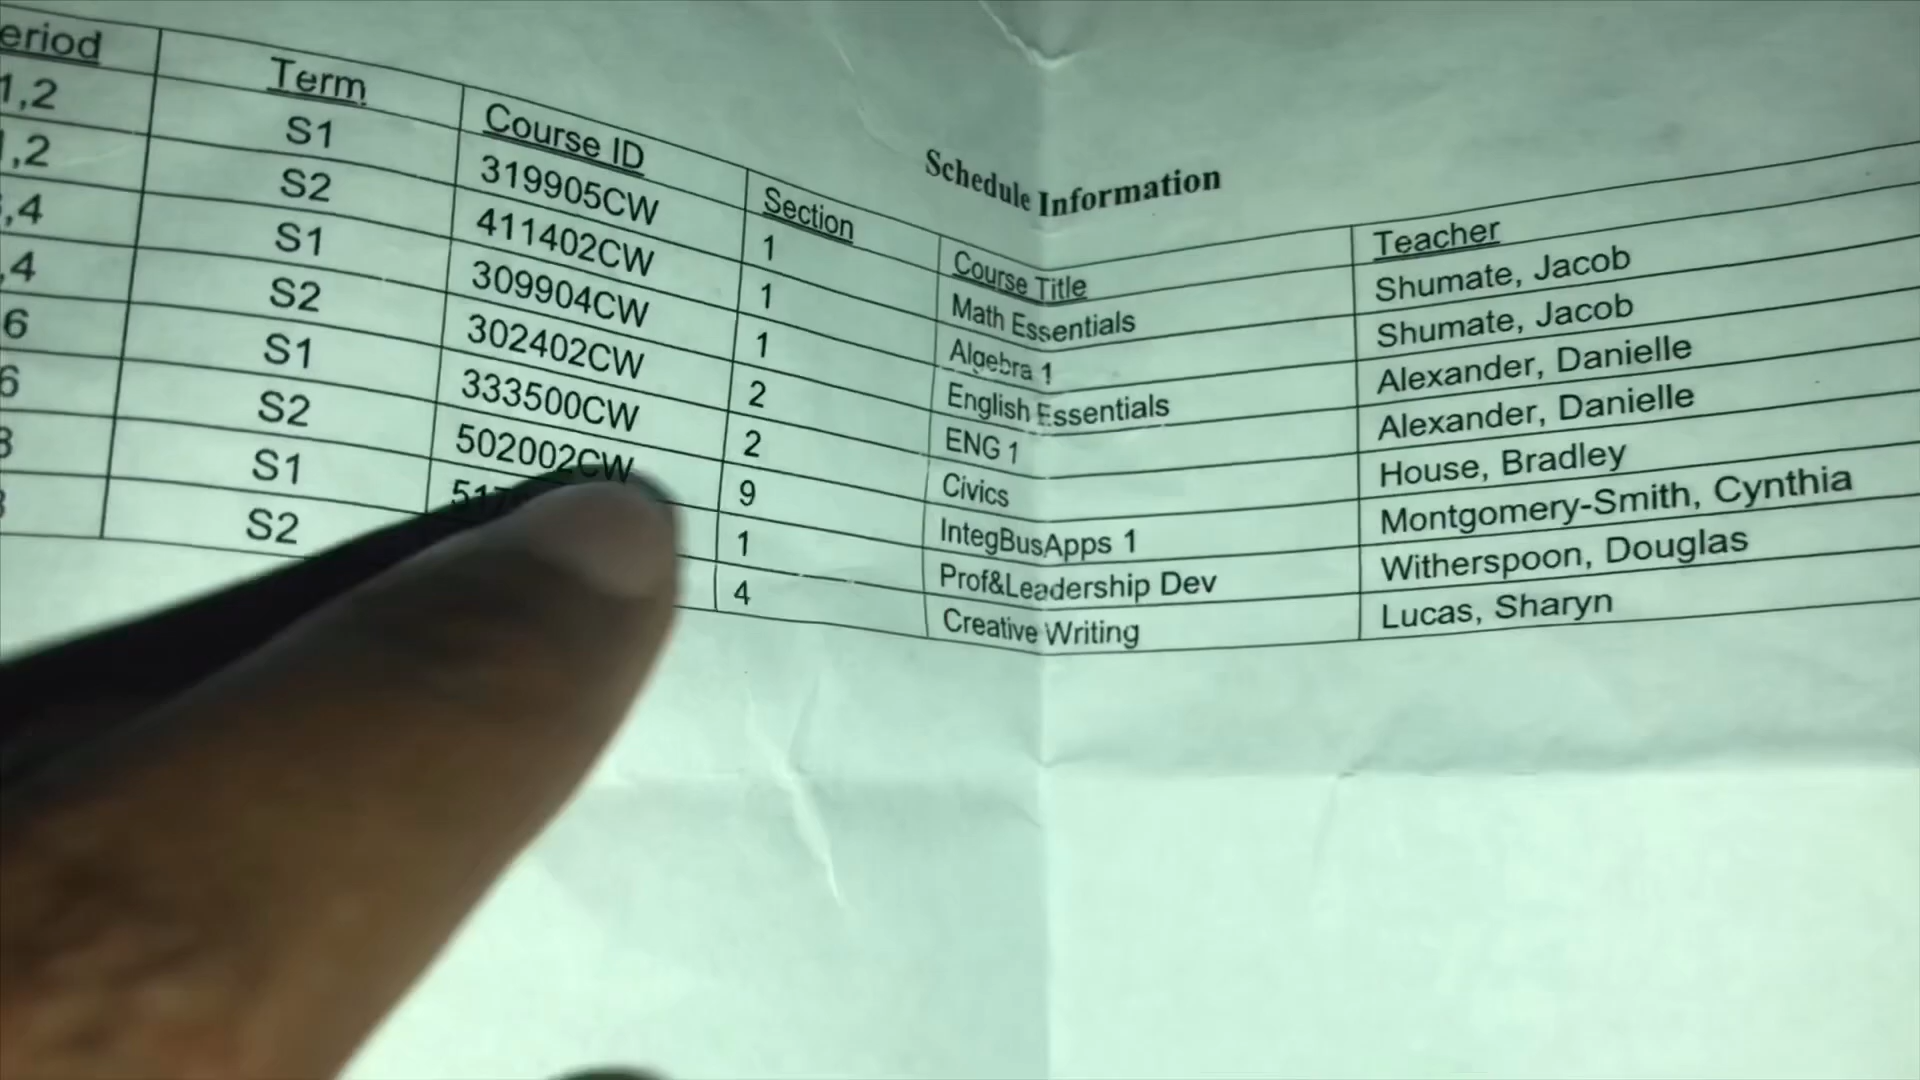 Schedule Information
eriod Term Course ID Section Course Title Teacher
1,2 S1 319905CW 1 Math Essentials Shumate, Jacob
,2 S2 411402CW 1 Algebra 1 Shumate, Jacob
,4 S1 309904CW 1 English Essentials Alexander, Danielle
,4 S2 302402CW 2 ENG 1 Alexander, Danielle
6 S1 333500CW 2 Civics House, Bradley
6 S2 502002CW 9 IntegBusApps 1 Montgomery-Smith, Cynthia
S1 1 Prof&Leadership Dev Witherspoon, Douglas
S2 4 Creative Writing Lucas, Sharyn